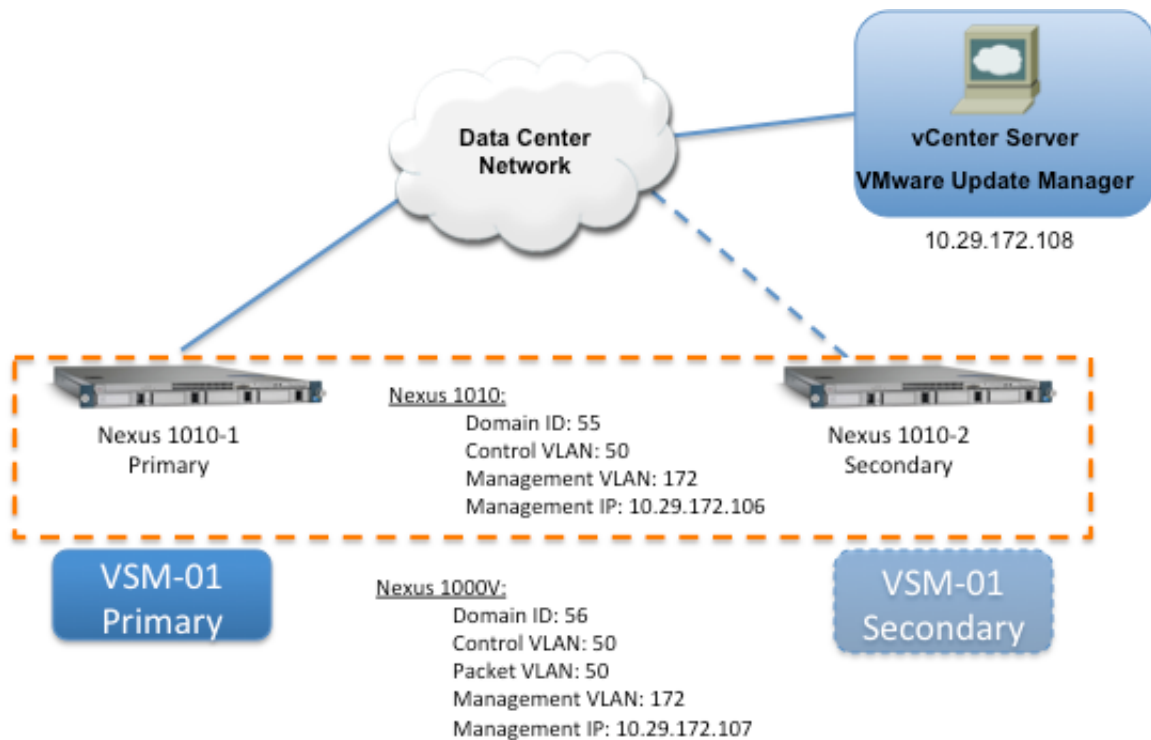 Data Center
Network
vCenter Server
VMware Update Manager
10.29.172.108
Nexus 1010-1
Primary
Nexus 1010:
Domain ID: 55
Control VLAN: 50
Management VLAN: 172
Management IP: 10.29.172.106
Nexus 1010-2
Secondary
VSM-01
Primary
Nexus 1000V:
Domain ID: 56
Control VLAN: 50
Packet VLAN: 50
Management VLAN: 172
Management IP: 10.29.172.107
VSM-01
Secondary